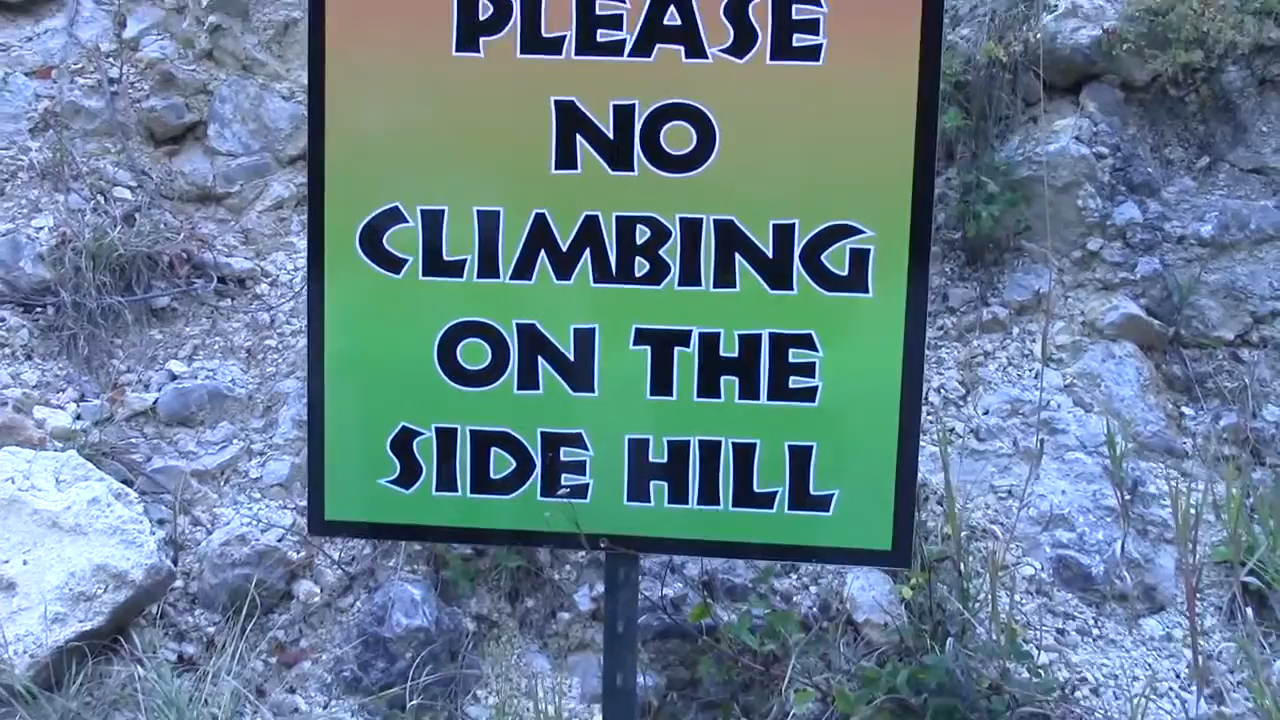 PLEASE
NO
CLIMBING
ON THE
SIDE HILL